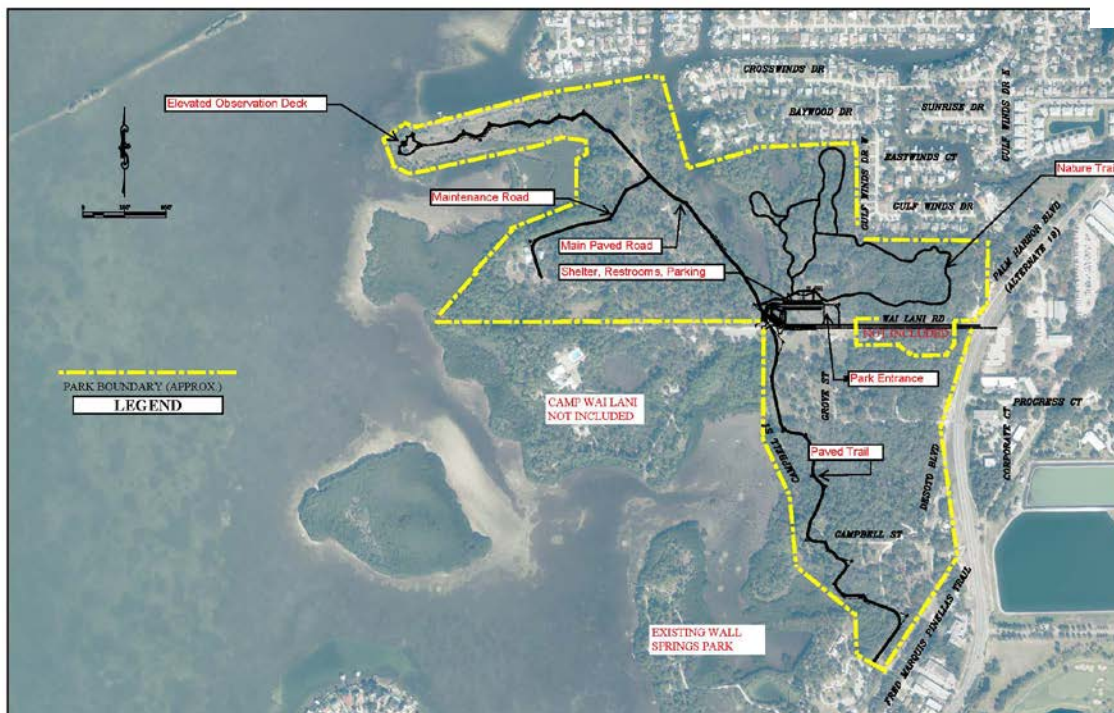 CROSSWINDS DR
Elevated Observation Deck
BAYWOOD DR
SUNRISE DR
GULF WINDS DR E
GULF WINDS DR W
EASTWINDS CT
Nature Trail
Maintenance Road
GULF WINDS DR
PALM HARBOR BLVD
(ALTERNATE 19)
Main Paved Road
Shelter, Restrooms, Parking
WAI LANI RD
NOT INCLUDED
PARK BOUNDARY (APPROX.)
LEGEND
Park Entrance
CAMP WAI LANI
NOT INCLUDED
GROVE ST
PROGRESS CT
CORPORATE CT
CAMPBELL ST
Paved Trail
DESOTO BLVD
CAMPBELL ST
EXISTING WALL
SPRINGS PARK
FRED MARQUIS PINELLAS TRAIL